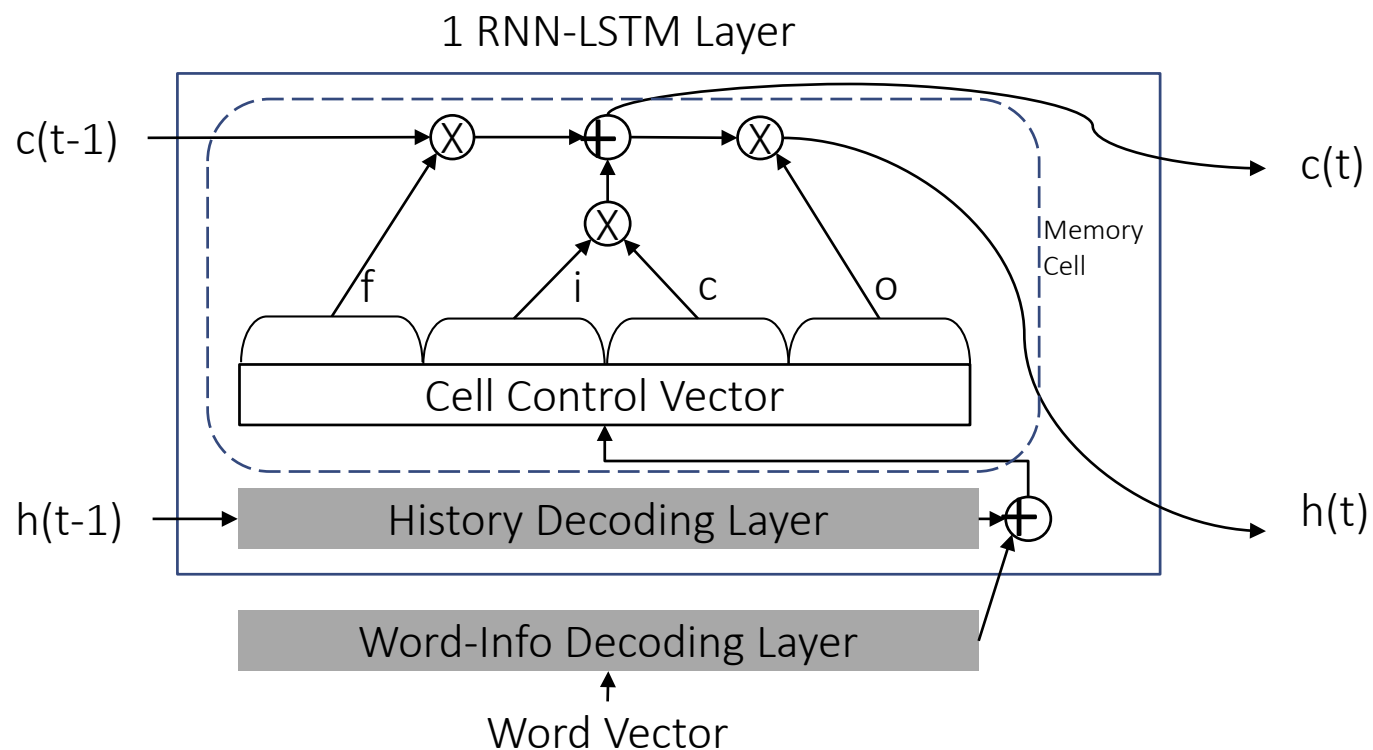 1 RNN-LSTM Layer
c(t-1)
X
+
X
c(t)
X
Memory
Cell
f
i
c
o
Cell Control Vector
h(t-1)
History Decoding Layer
+
h(t)
Word-Info Decoding Layer
Word Vector